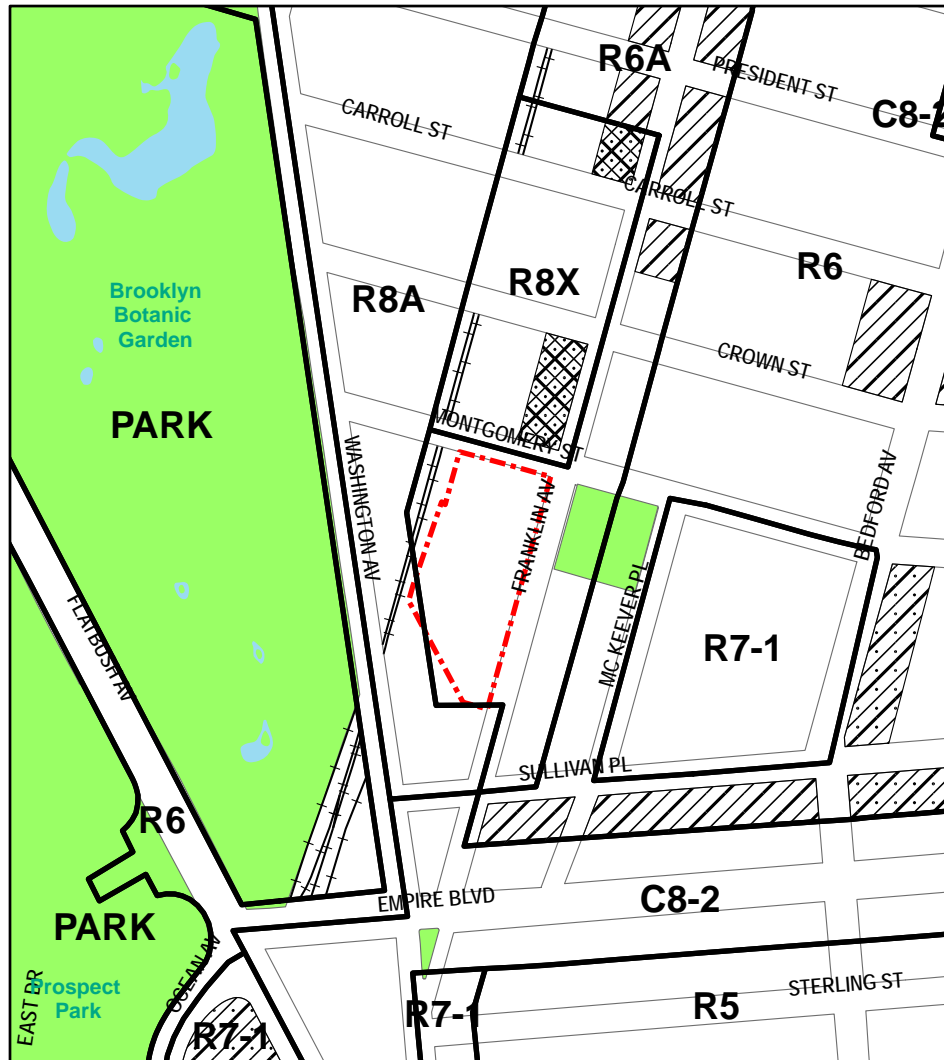 R6A
PRESIDENT ST
C8-2
CARROLL ST
CARROLL ST
R6
R8X
R8A
Brooklyn
Botanic
Garden
CROWN ST
PARK
MONTGOMERY ST
WASHINGTON AV
FRANKLIN AV
BEDFORD AV
MC KEEVER PL
R7-1
FLATBUSH AV
SULLIVAN PL
R6
EMPIRE BLVD
C8-2
PARK
OCEAN AV
EAST DR
Prospect
Park
STERLING ST
R5
R7-1
R7-1